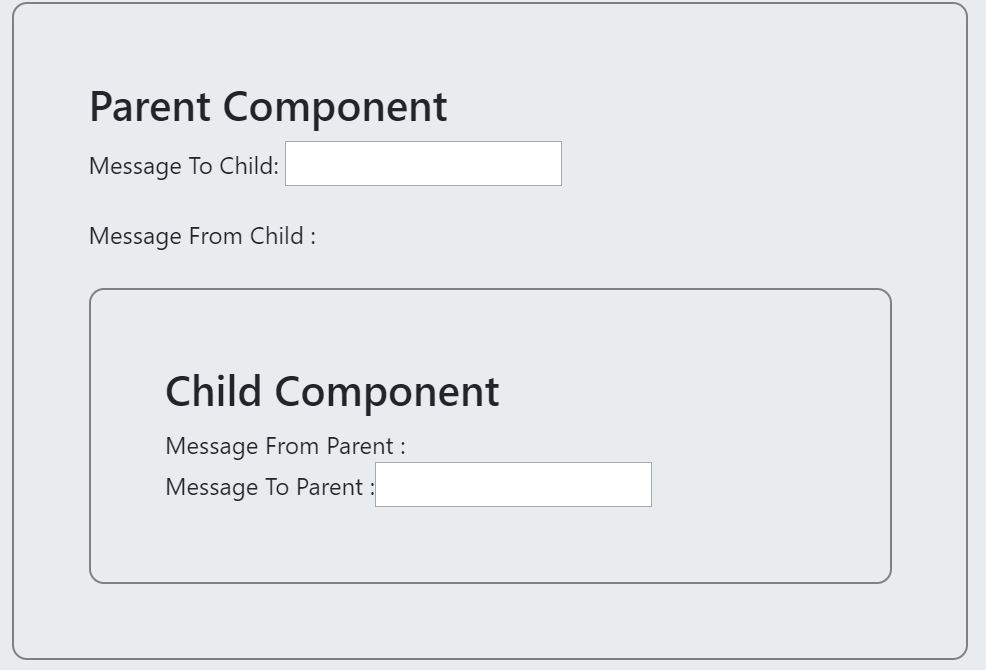 Parent Component
Message To Child:
Message From Child :
Child Component
Message From Parent :
Message To Parent :